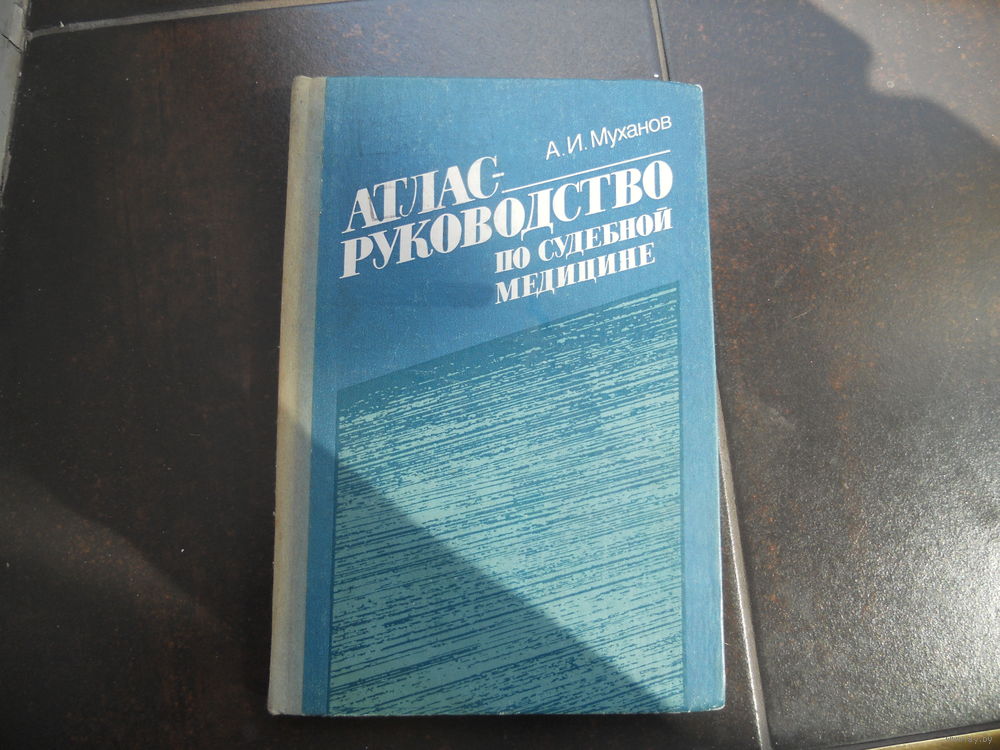 А. И. Муханов
АТЛАС-
РУКОВОДСТВО
ПО СУДЕБНОЙ
МЕДИЦИНЕ